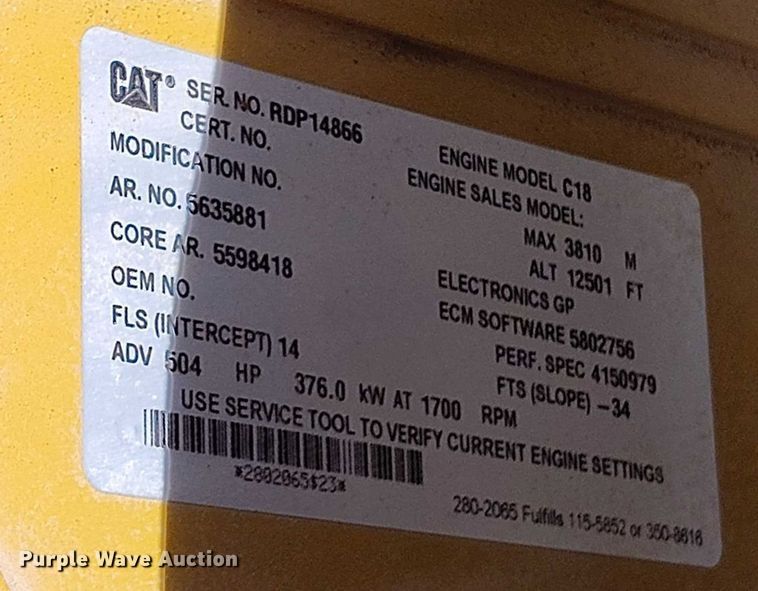 CAT® SER. NO. RDP14866
CERT. NO.
MODIFICATION NO.
AR. NO. 5635881
CORE AR. 5598418
OEM NO.
FLS (INTERCEPT) 14
ENGINE MODEL C18
ENGINE SALES MODEL:
MAX 3810 M
ALT 12501 FT
ELECTRONICS GP
ECM SOFTWARE 5802756
PERF. SPEC 4150979
FTS (SLOPE) -34
ADV 504 HP 376.0 kW AT 1700 RPM
USE SERVICE TOOL TO VERIFY CURRENT ENGINE SETTINGS
*2802065$23*
280-2065 Fulfills 115-5852 or 350-8616
Purple Wave Auction